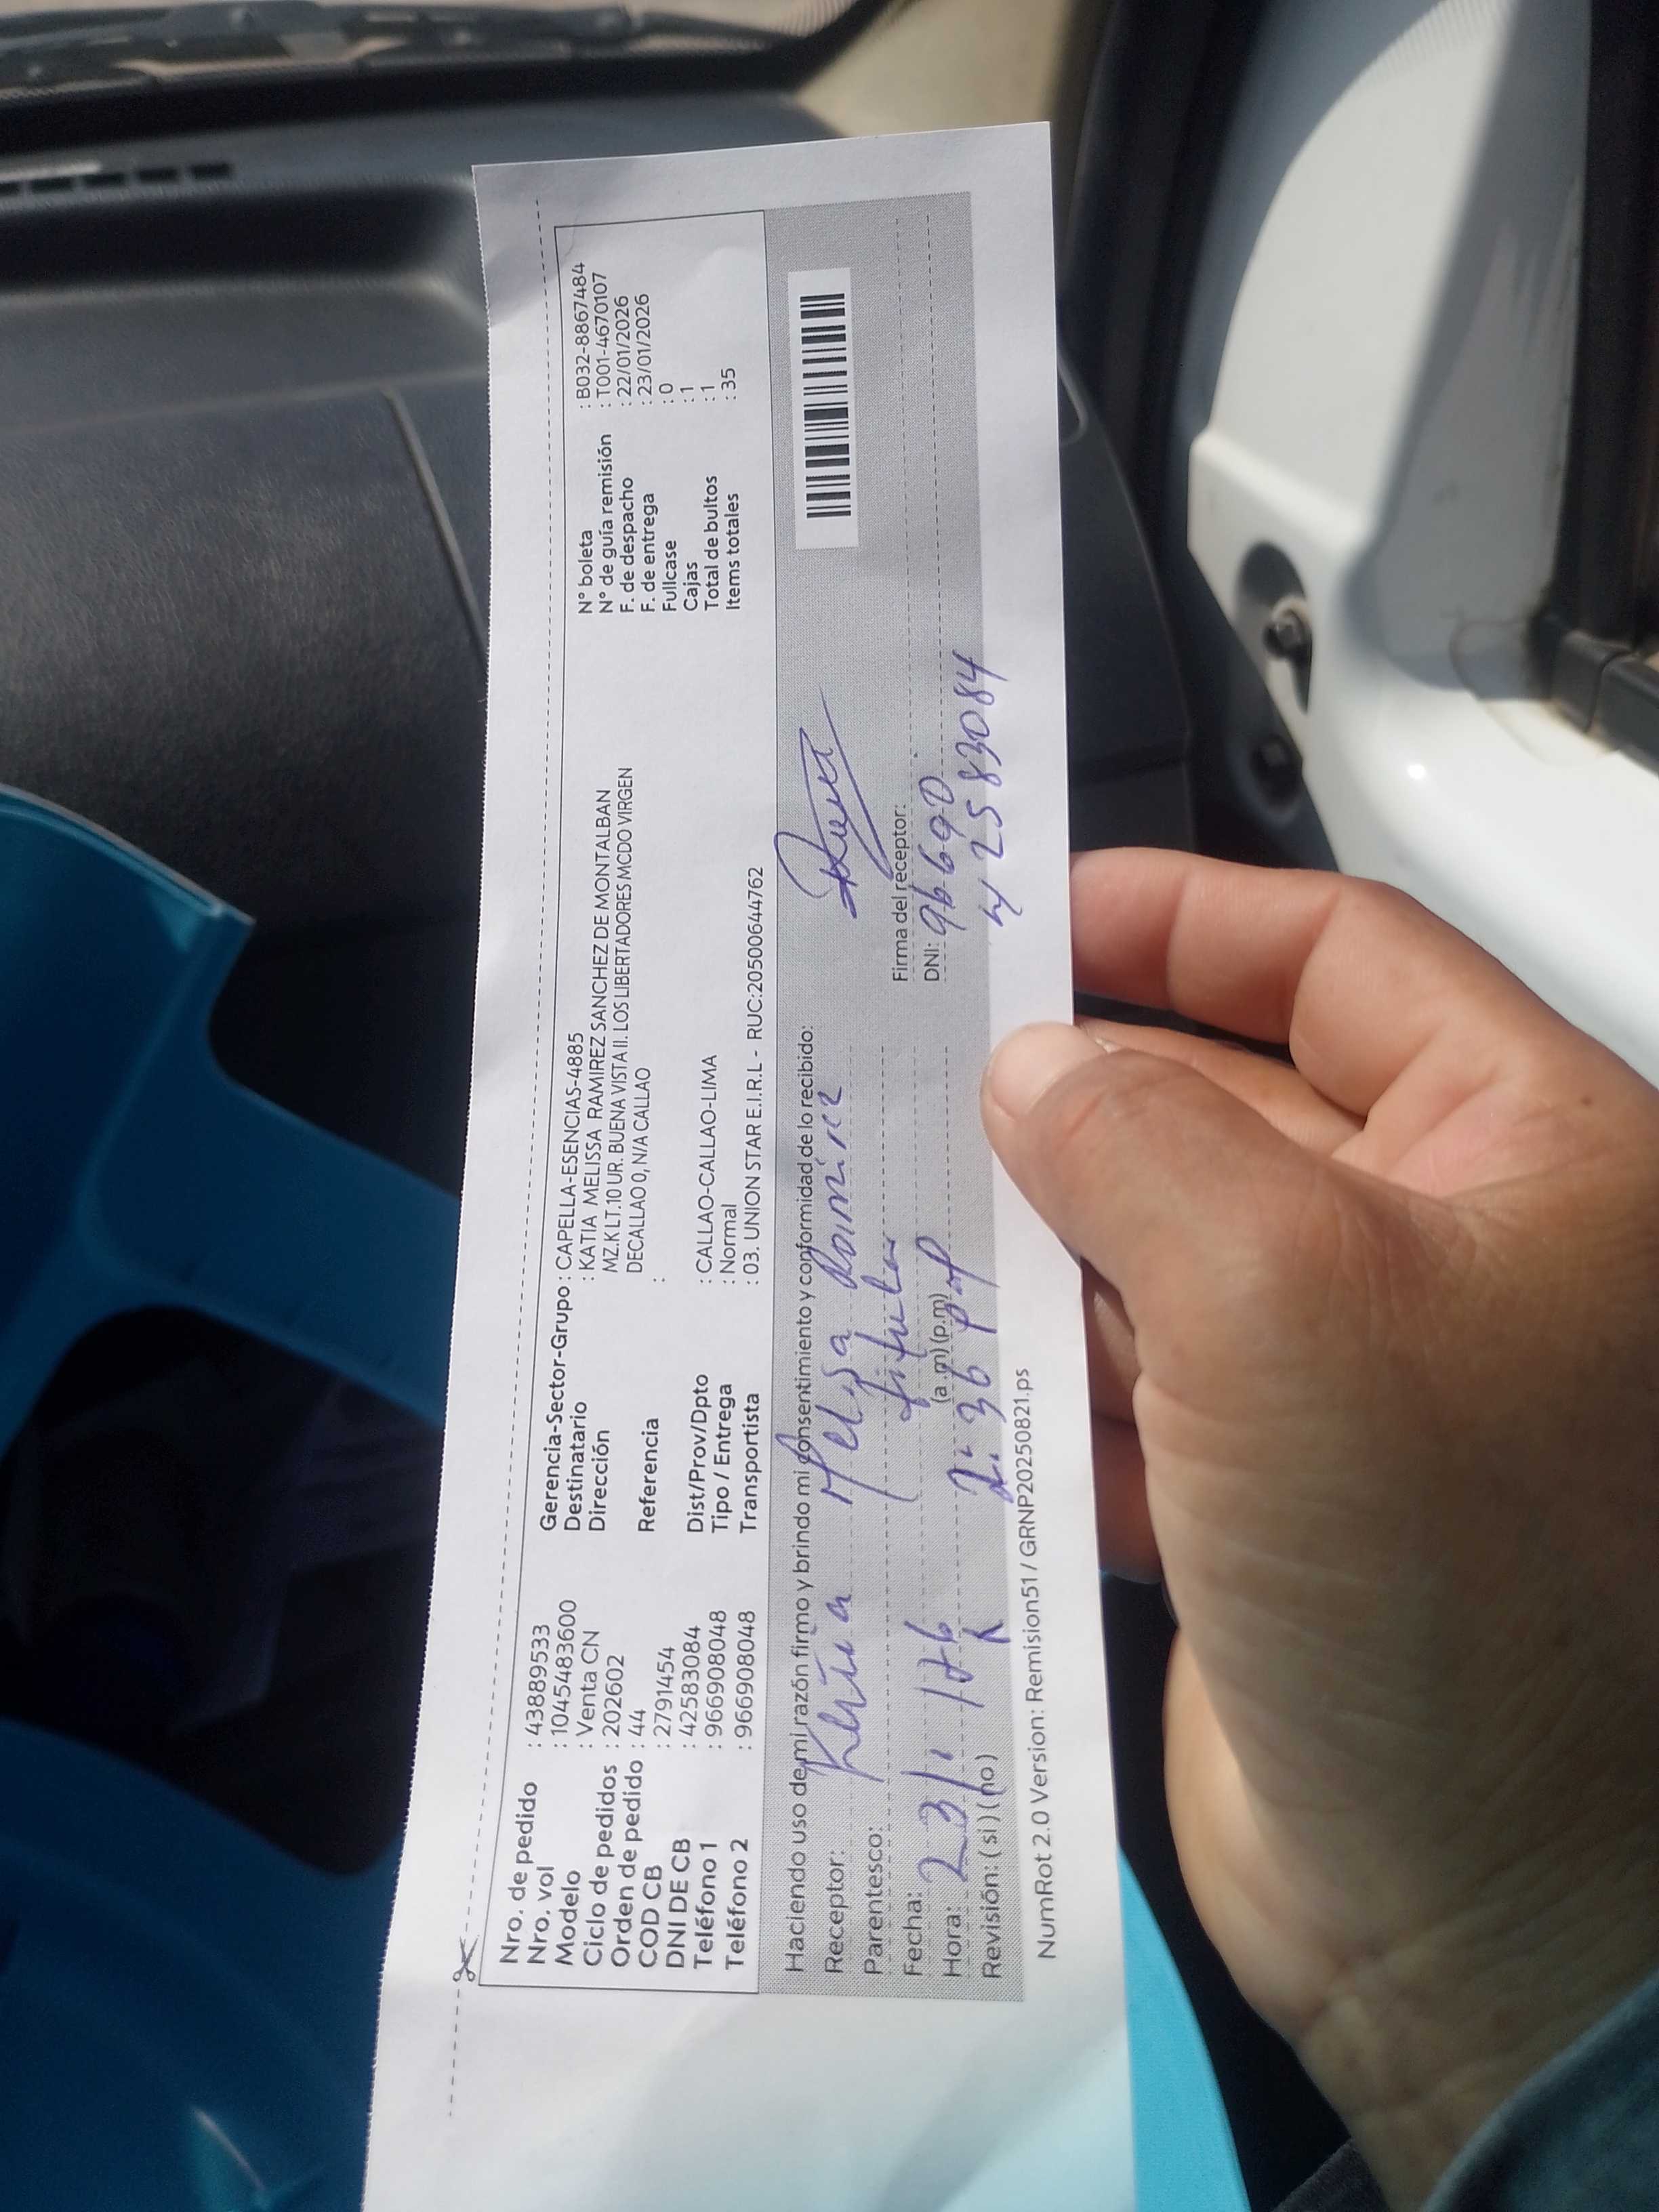 Nro. de pedido : 43889533
Nro. vol : 1045483600
Modelo : Venta CN
Ciclo de pedidos : 202602
Orden de pedido : 44
COD CB : 2791454
DNI DE CB : 42583084
Teléfono 1 : 966908048
Teléfono 2 : 966908048
Gerencia-Sector-Grupo : CAPELLA-ESENCIAS-4885
Destinatario : KATIA MELISSA RAMIREZ SANCHEZ DE MONTALBAN
Dirección MZ.K LT.10 UR. BUENA VISTA II. LOS LIBERTADORES MCDO VIRGEN
DECALLAO 0, N/A CALLAO
Referencia :
Dist/Prov/Dpto : CALLAO-CALLAO-LIMA
Tipo / Entrega : Normal
Transportista : 03. UNION STAR E.I.R.L - RUC:20500644762
N° boleta : B032-8867484
N° de guía remisión : T001-4670107
F. de despacho : 22/01/2026
F. de entrega : 23/01/2026
Fullcase : 0
Cajas : 1
Total de bultos : 1
Items totales : 35
Haciendo uso de mi razón firmo y brindo mi consentimiento y conformidad de lo recibido:
Receptor: Melisa Ramirez
Parentesco: titular
Fecha: 23/1/26
Hora: 2:36 pm (a.m)(p.m)
Revisión: (si) (no)
Firma del receptor:
DNI: 96690
42583084
NumRot 2.0 Version: Remision51 / GRNP20250821.ps